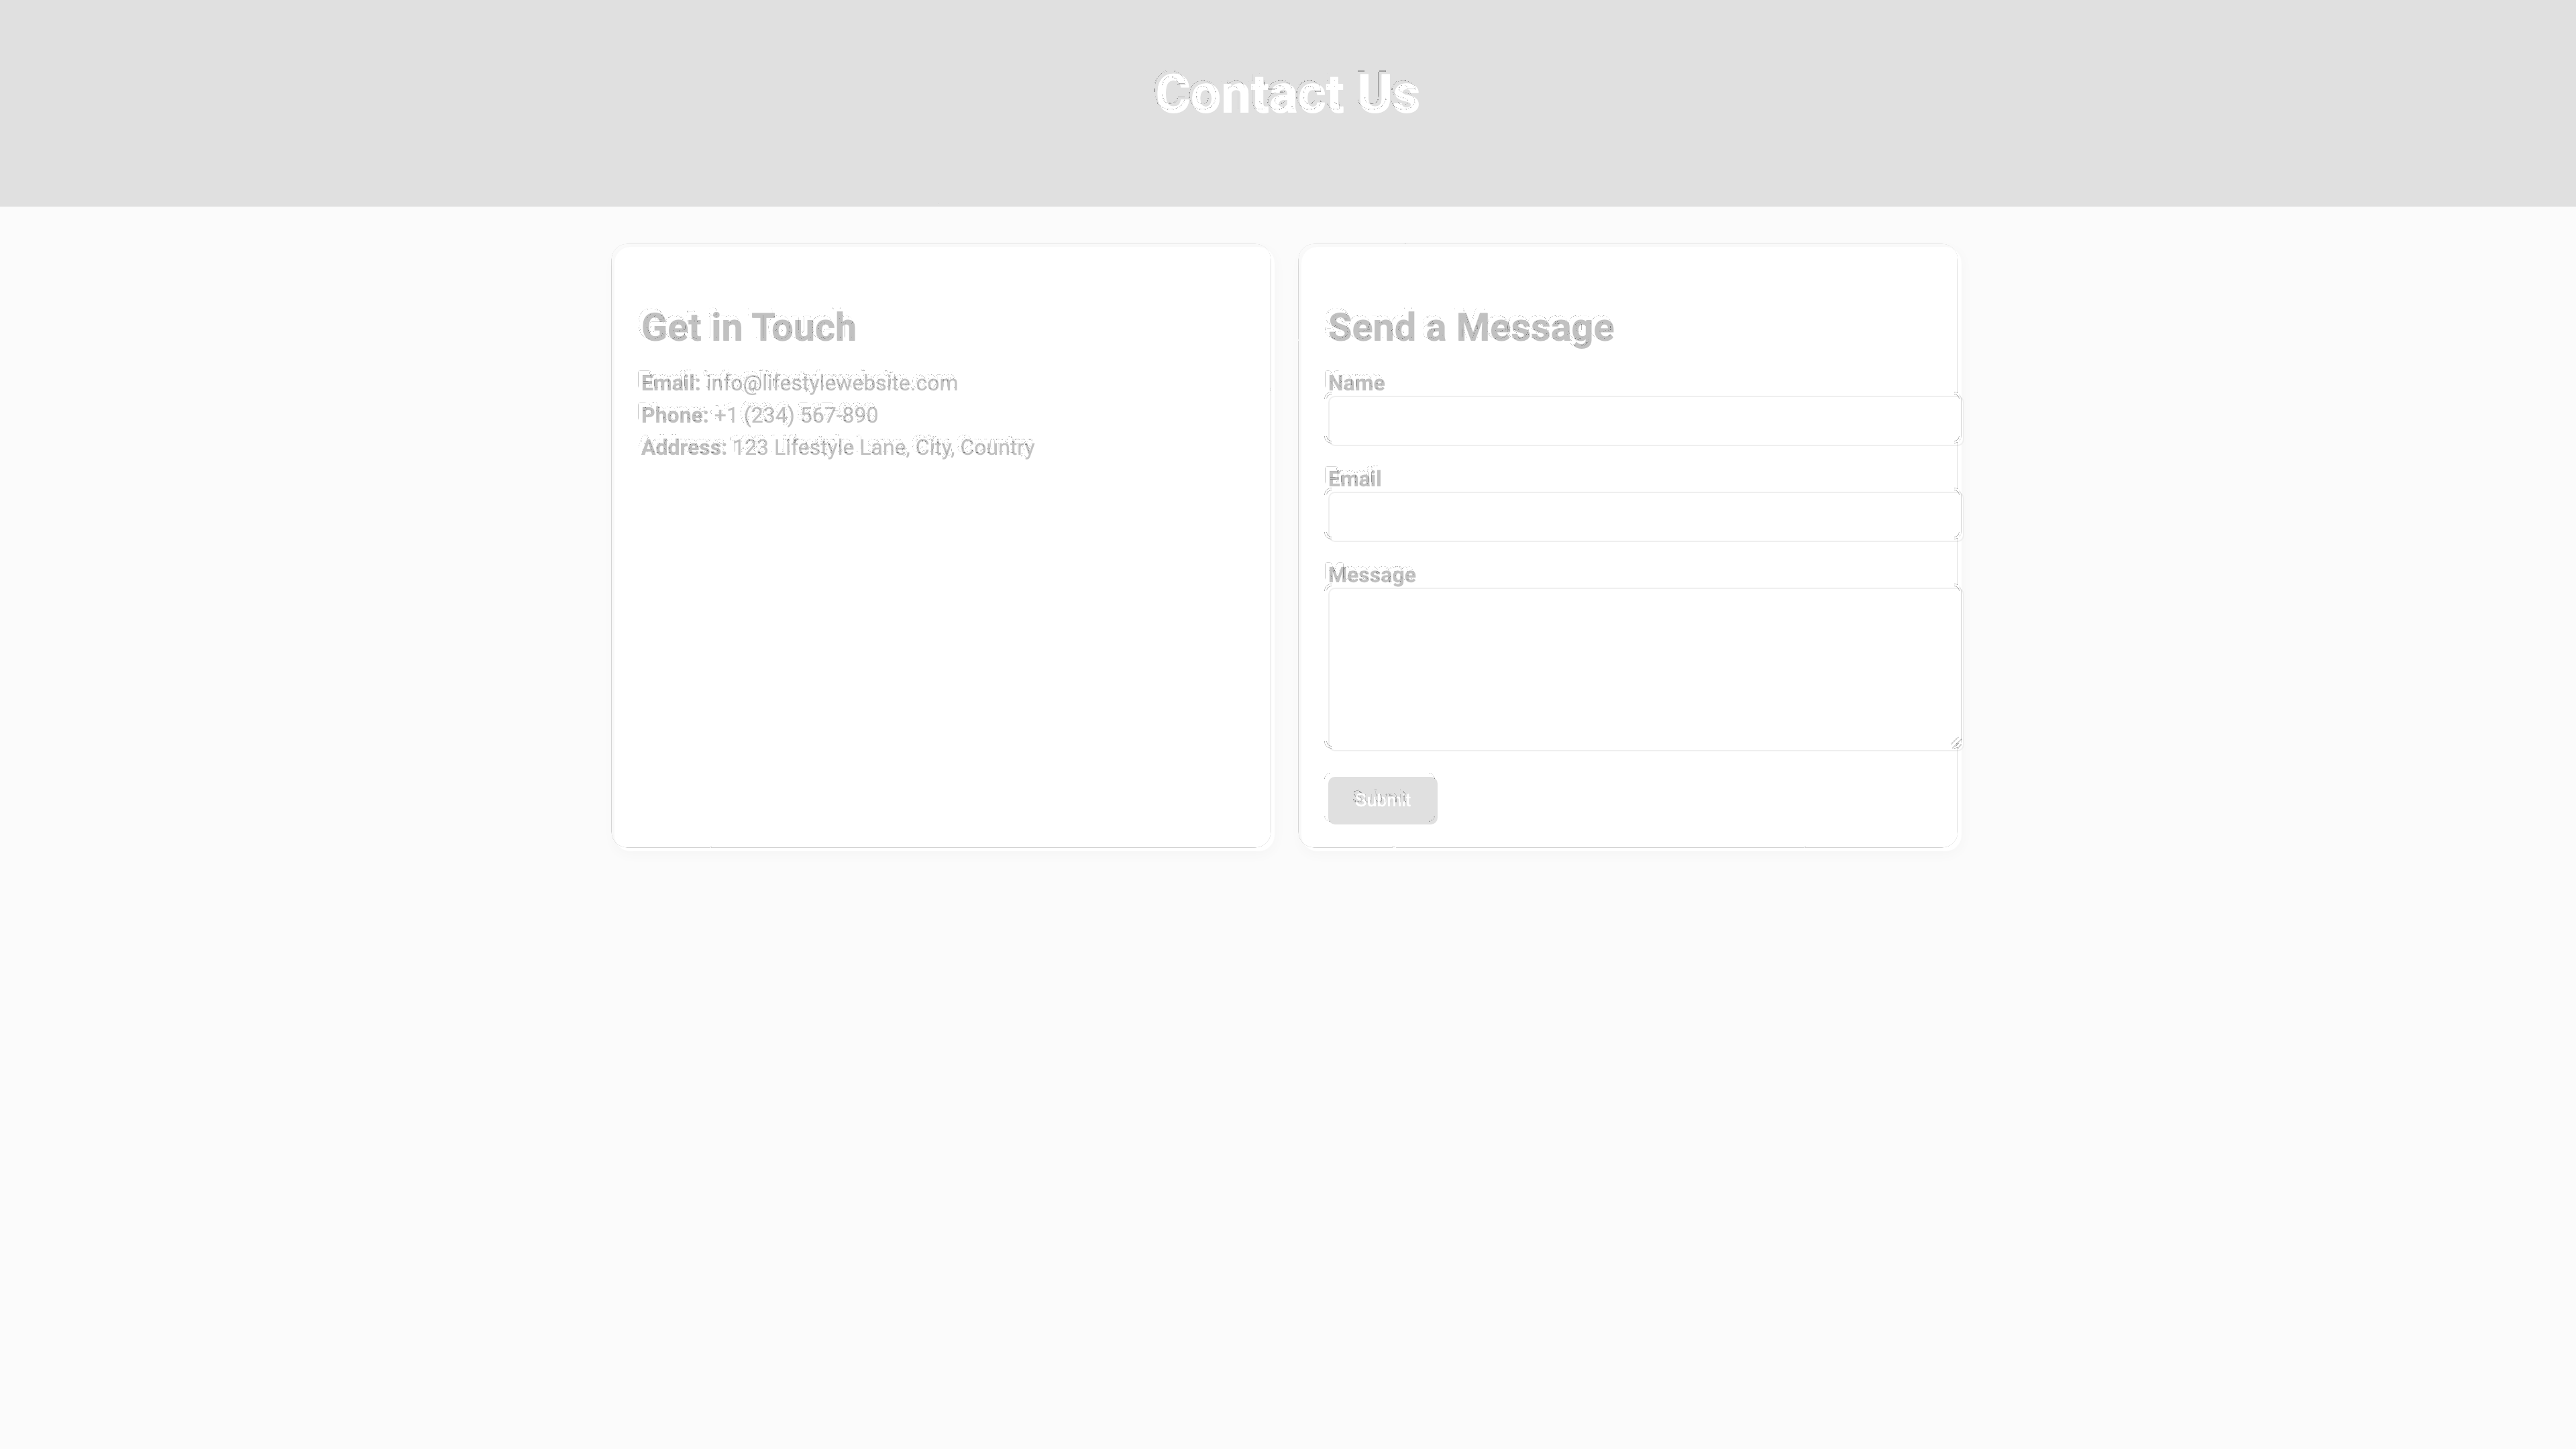 Contact Us
Get in Touch
Email: info@lifestylewebsite.com
Phone: +1 (234) 567-890
Address: 123 Lifestyle Lane, City, Country
Send a Message
Name
Email
Message
Submit